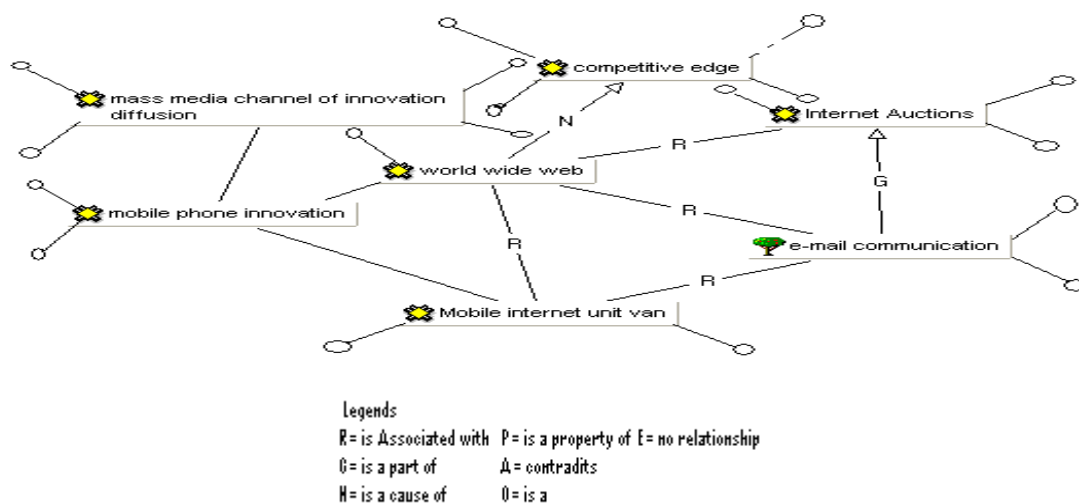 competitive edge
mass media channel of innovation
diffusion
Internet Auctions
N
R
world wide web
mobile phone innovation
G
R
R
e-mail communication
R
Mobile internet unit van
Legends
R= is Associated with P= is a property of E= no relationship
G= is a part of A= contradits
N= is a cause of O= is a